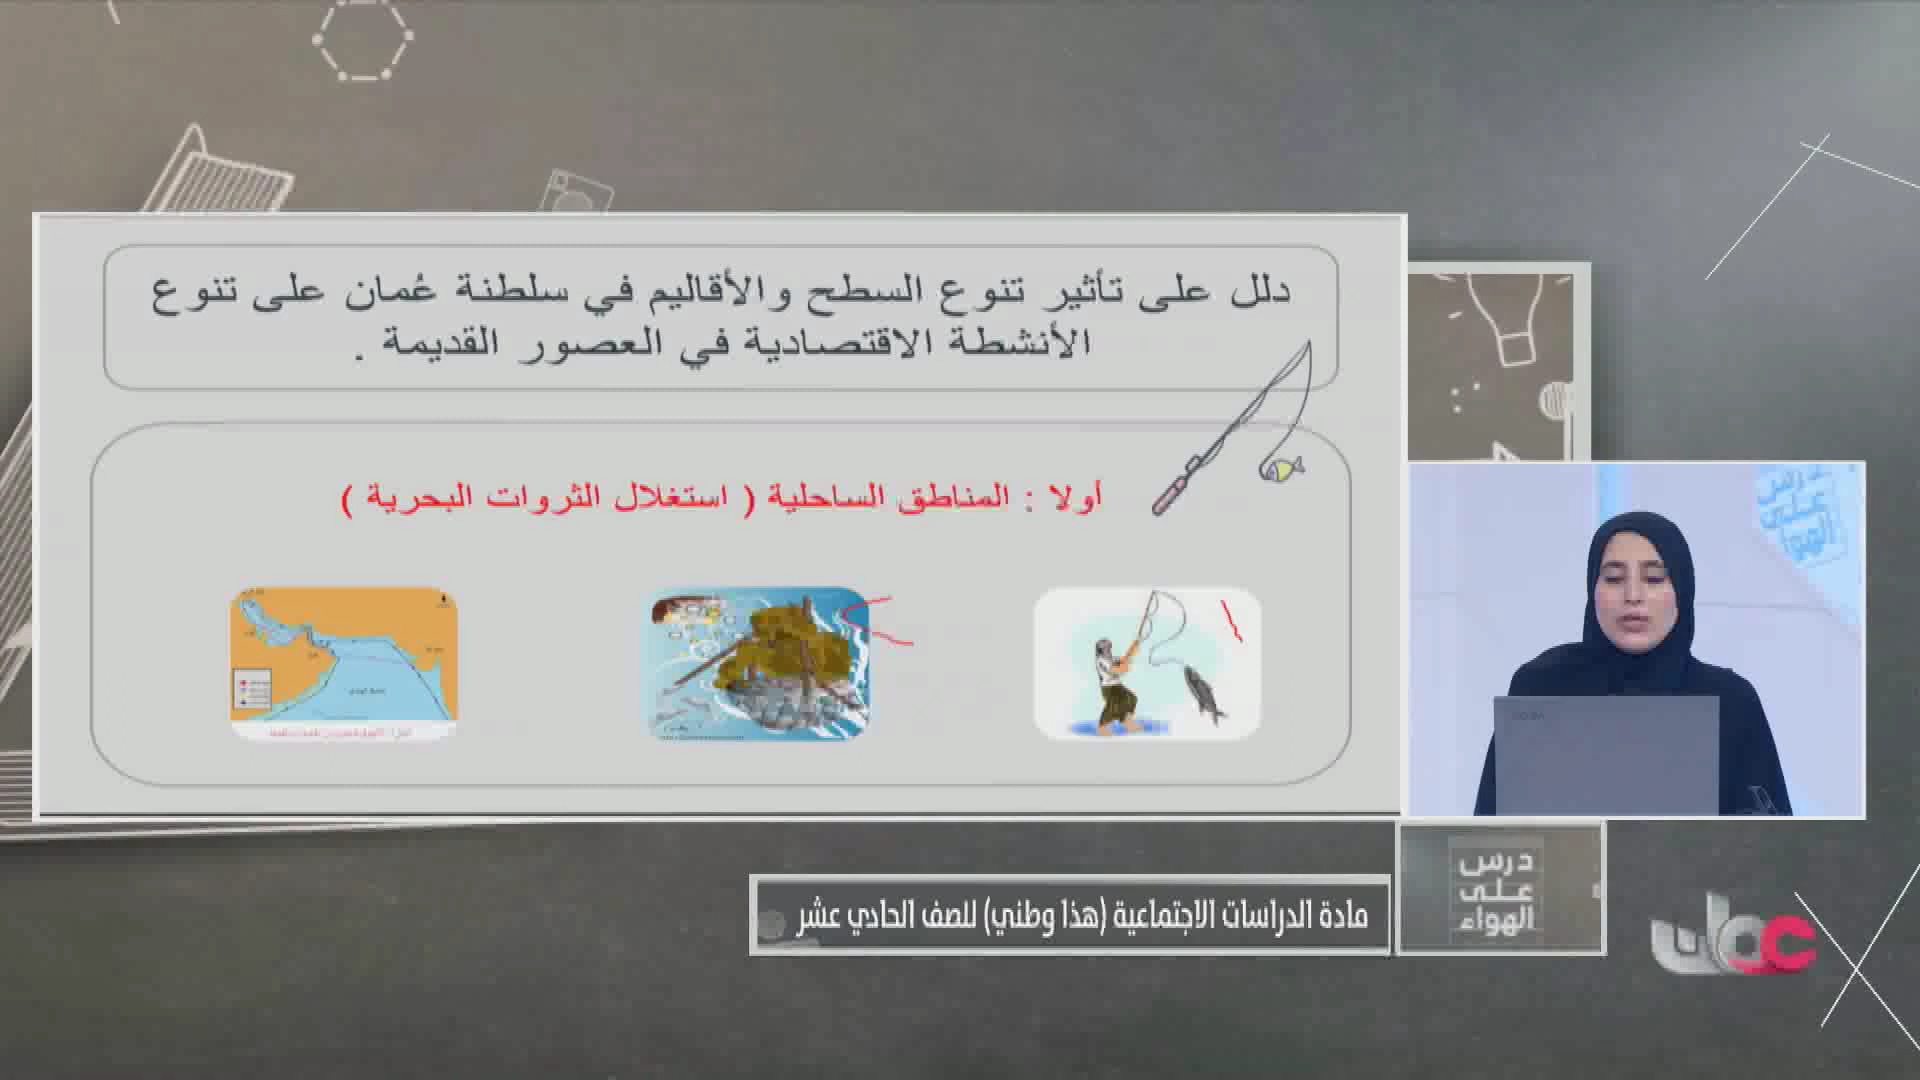 دلل على تأثير تنوع السطح والأقاليم في سلطنة عُمان على تنوع
الأنشطة الاقتصادية في العصور القديمة .
أولا : المناطق الساحلية ( استغلال الثروات البحرية )
درس
على
الهواء
مادة الدراسات الاجتماعية (هذا وطني) للصف الحادي عشر
درس
على
الهواء
عمان